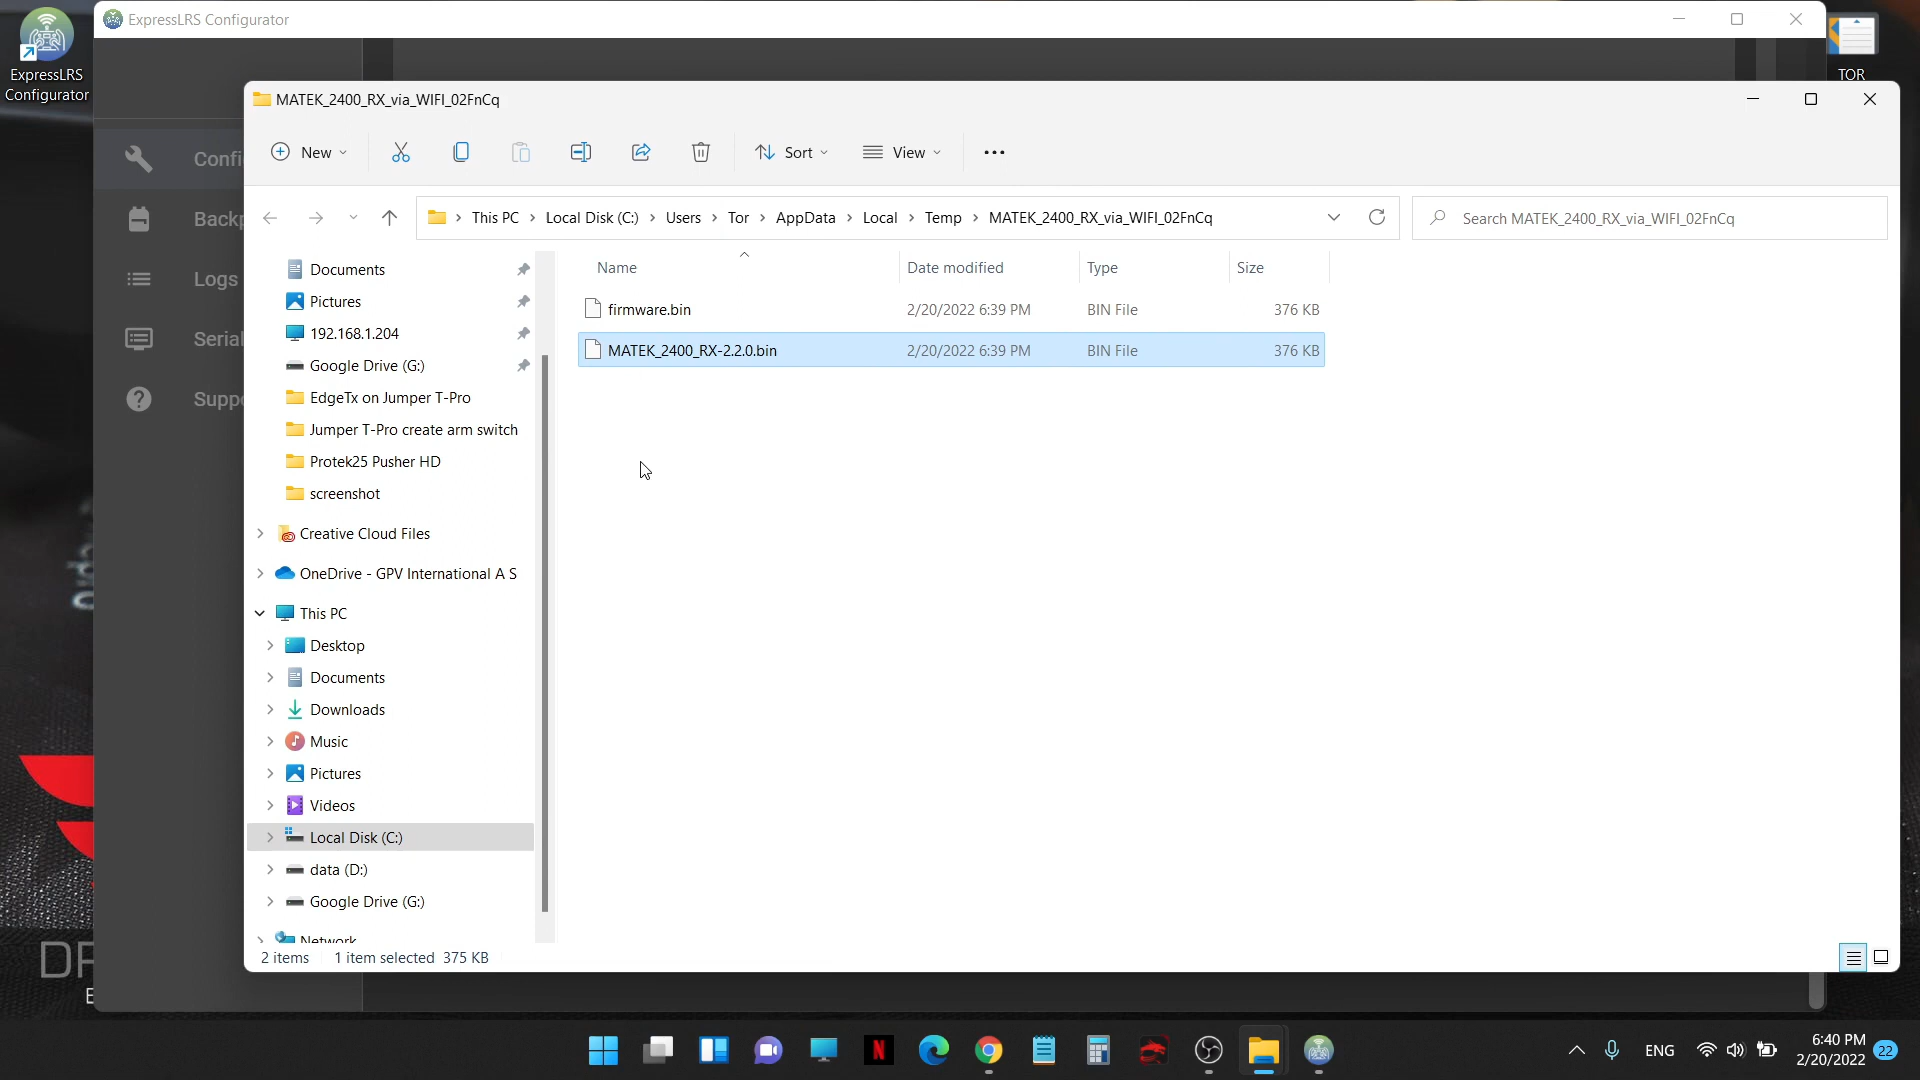 ExpressLRS Configurator
ExpressLRS
Configurator
TOR
MATEK_2400_RX_via_WIFI_02FnCq
New
Sort
View
This PC > Local Disk (C:) > Users > Tor > AppData > Local > Temp > MATEK_2400_RX_via_WIFI_02FnCq
Search MATEK_2400_RX_via_WIFI_02FnCq
Confi
Backp
Logs
Serial
Suppo
Documents
Pictures
192.168.1.204
Google Drive (G:)
EdgeTx on Jumper T-Pro
Jumper T-Pro create arm switch
Protek25 Pusher HD
screenshot
Creative Cloud Files
OneDrive - GPV International A S
This PC
Desktop
Documents
Downloads
Music
Pictures
Videos
Local Disk (C:)
data (D:)
Google Drive (G:)
Network
Name Date modified Type Size
firmware.bin 2/20/2022 6:39 PM BIN File 376 KB
MATEK_2400_RX-2.2.0.bin 2/20/2022 6:39 PM BIN File 376 KB
2 items 1 item selected 375 KB
N
ENG
6:40 PM
2/20/2022
22